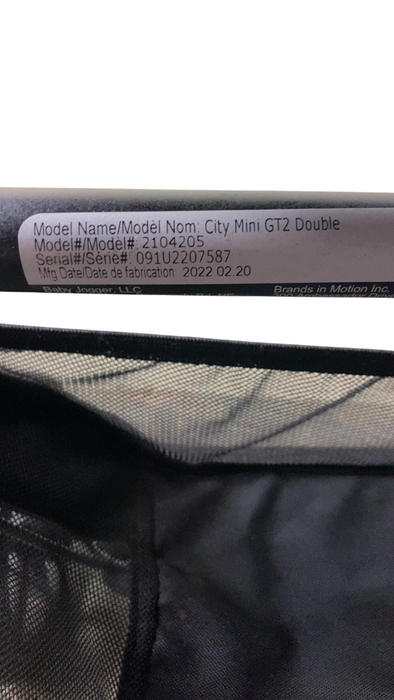 Model Name/Modèl Nom: City Mini GT2 Double
Model#/Modèl#: 2104205
Serial#/Série#: 091U2207587
Mfg Date/Date de fabrication: 2022 02.20
Baby Jogger, LLC
Brands in Motion Inc.